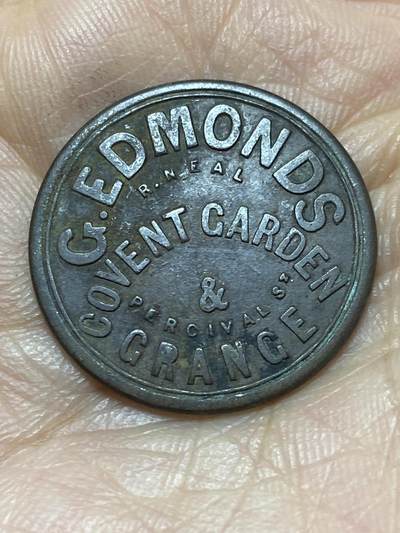 G. EDMONDS
R. NEAL
COVENT GARDEN
&
PERCIVAL ST.
GRANGE